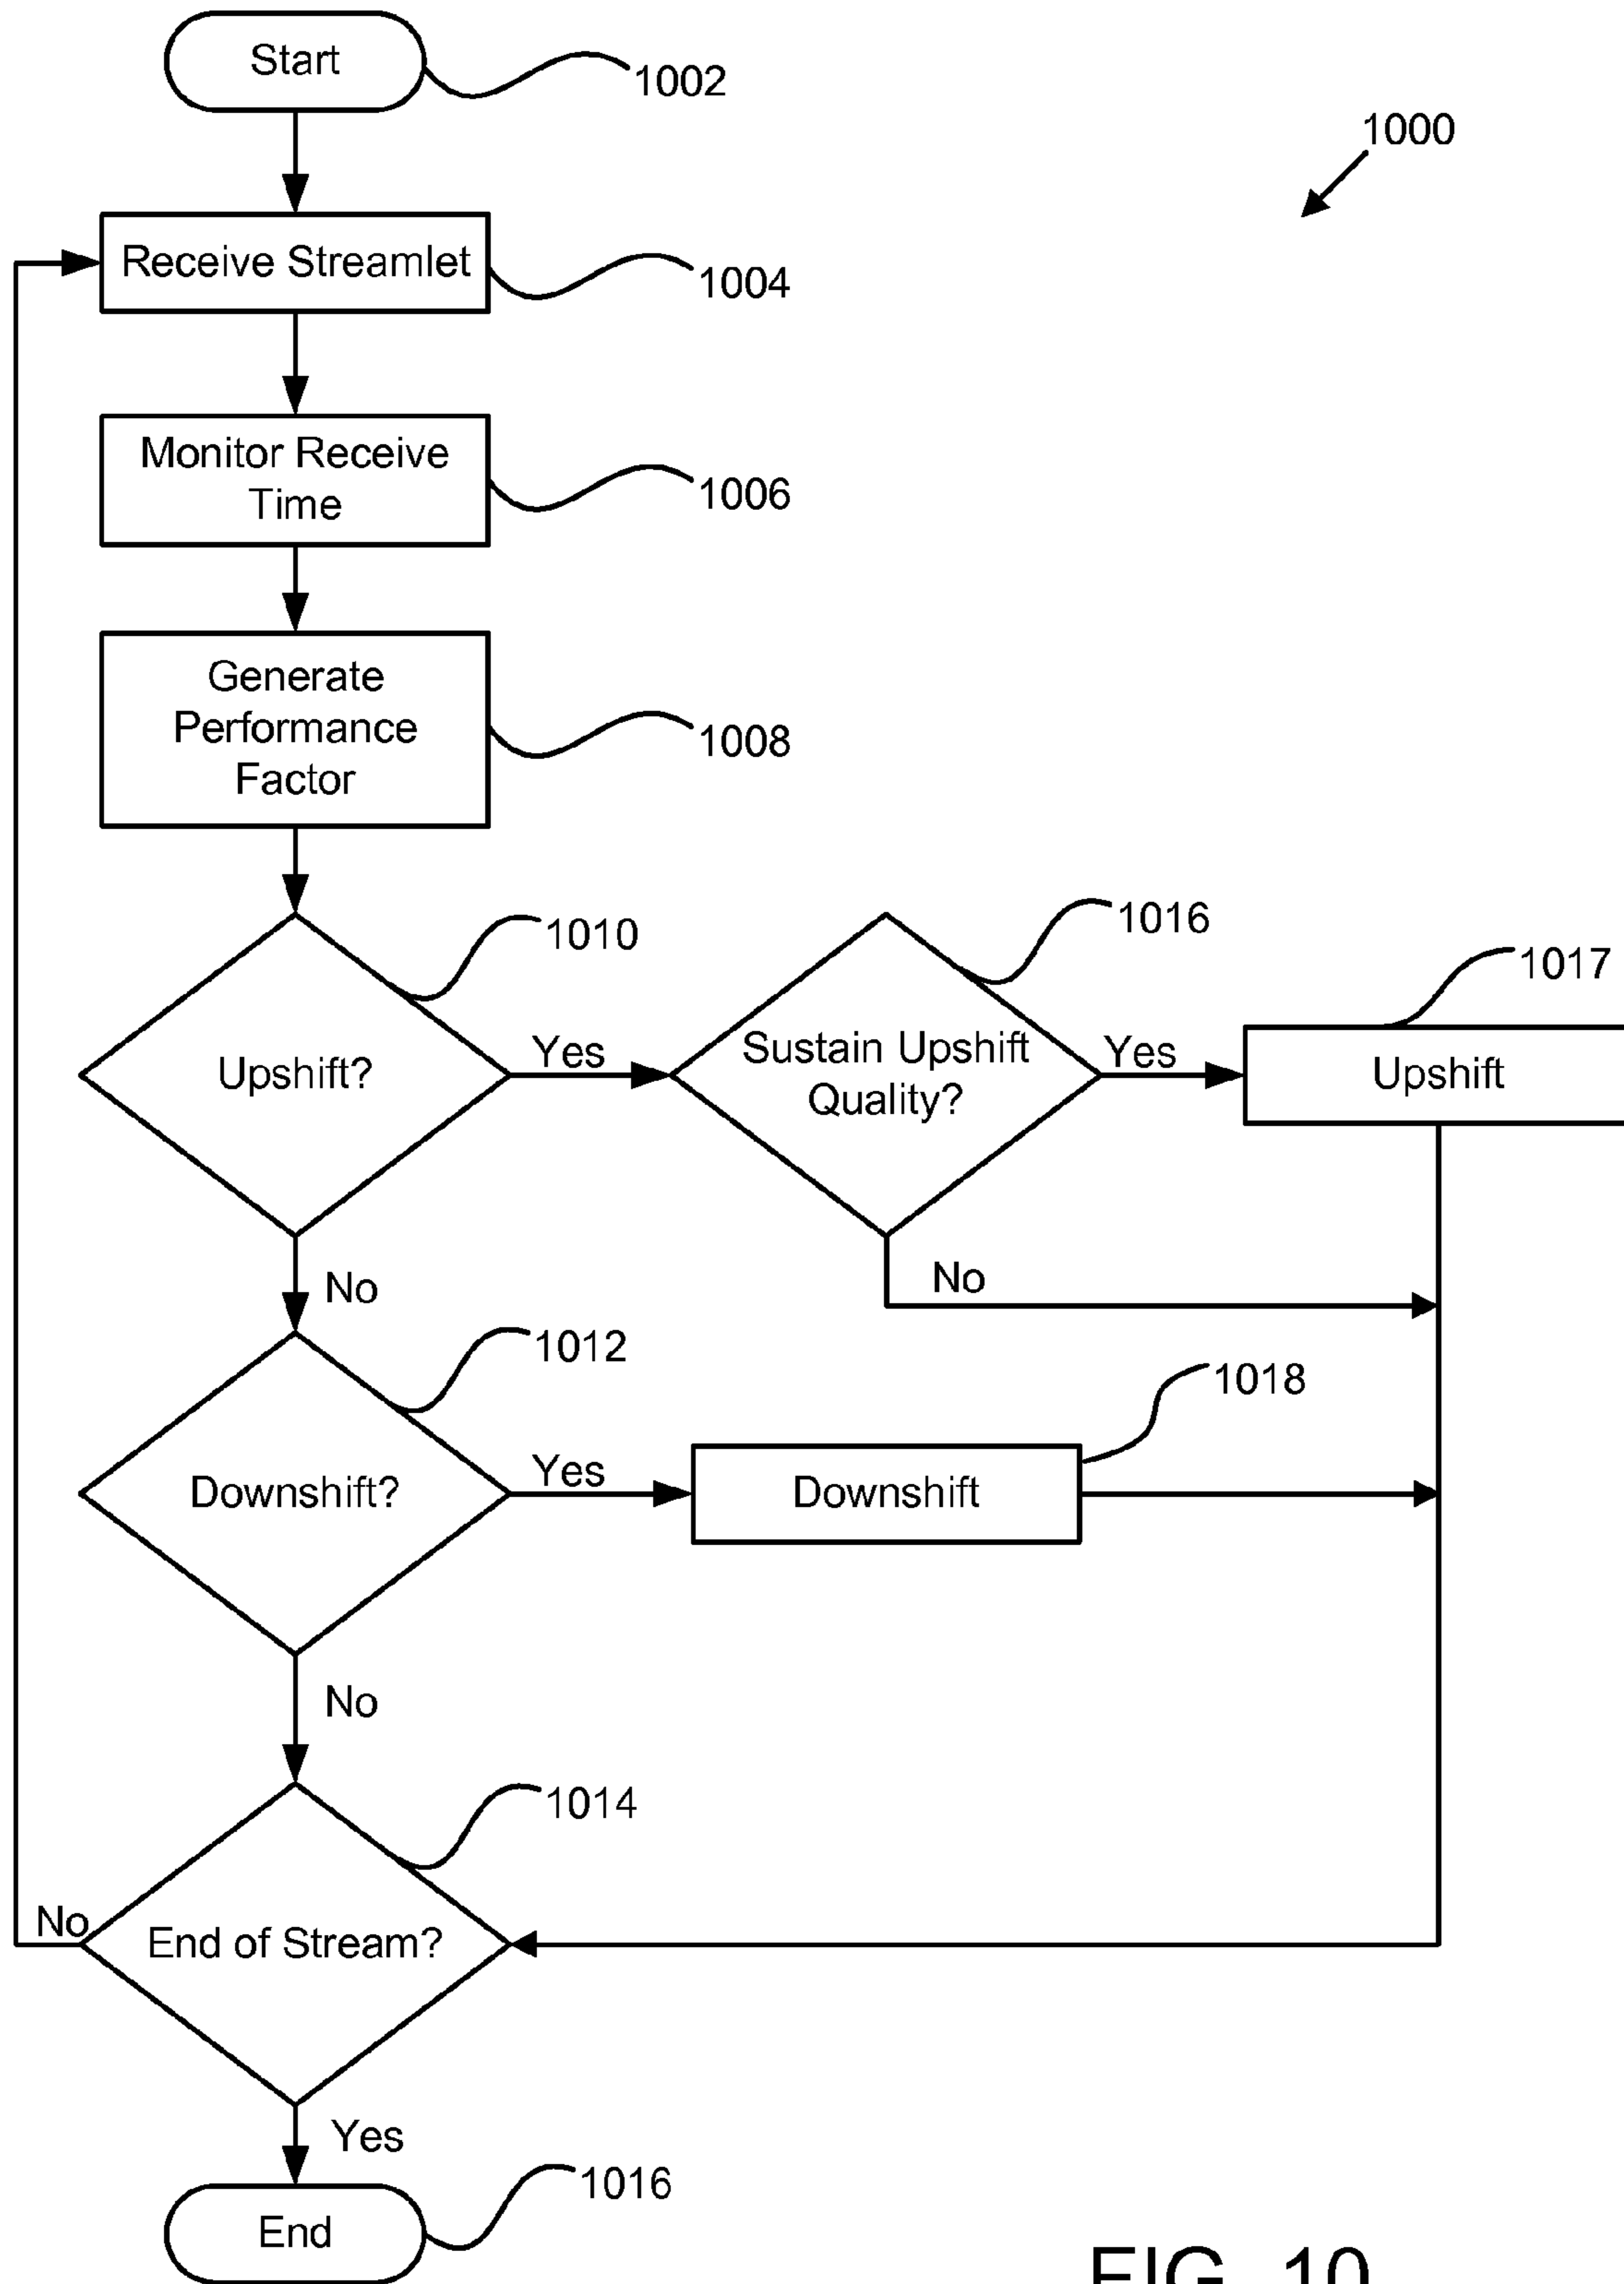 Start
1002
1000
Receive Streamlet
1004
Monitor Receive
Time
1006
Generate
Performance
Factor
1008
1010
1016
1017
Upshift?
Yes
Sustain Upshift
Quality?
Yes
Upshift
No
No
1012
1018
Downshift?
Yes
Downshift
No
1014
No
End of Stream?
Yes
1016
End
FIG. 10